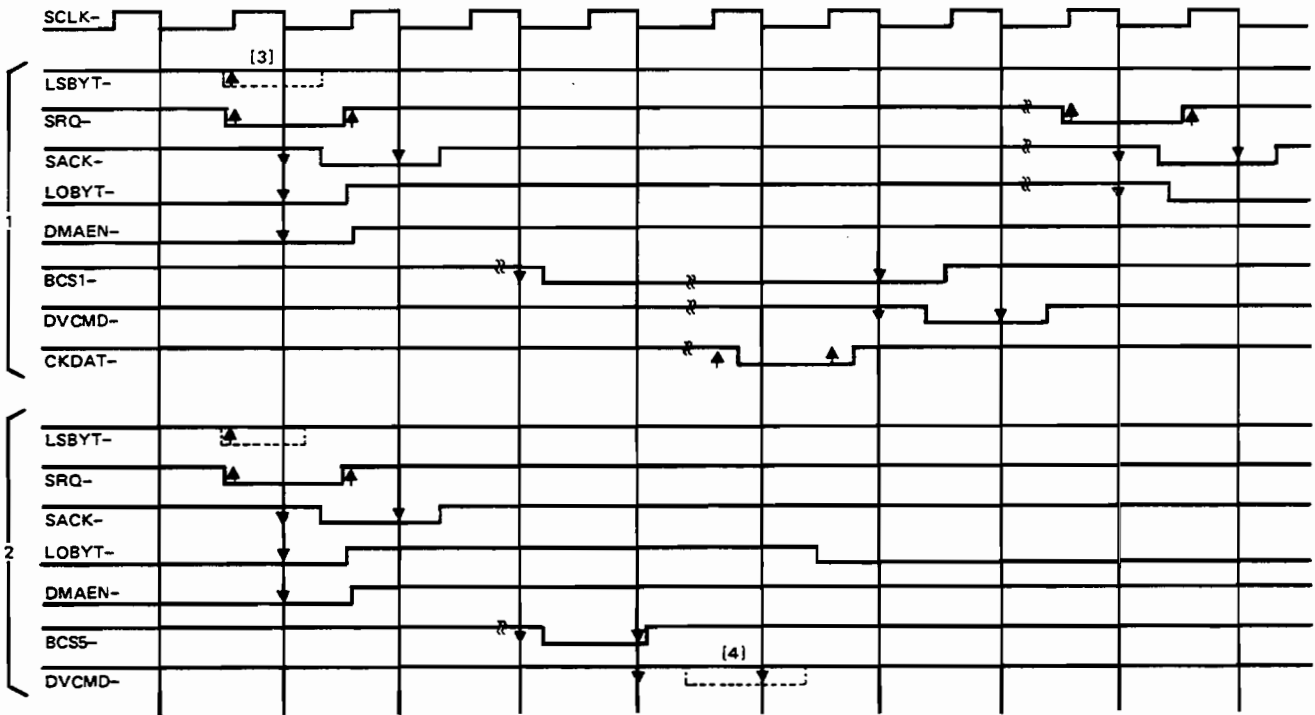 SCLK–
[3]
LSBYT–
SRQ–
SACK–
LOBYT–
1
DMAEN–
BCS1–
DVCMD–
CKDAT–
LSBYT–
SRQ–
SACK–
2
LOBYT–
DMAEN–
BCS5–
[4]
DVCMD–